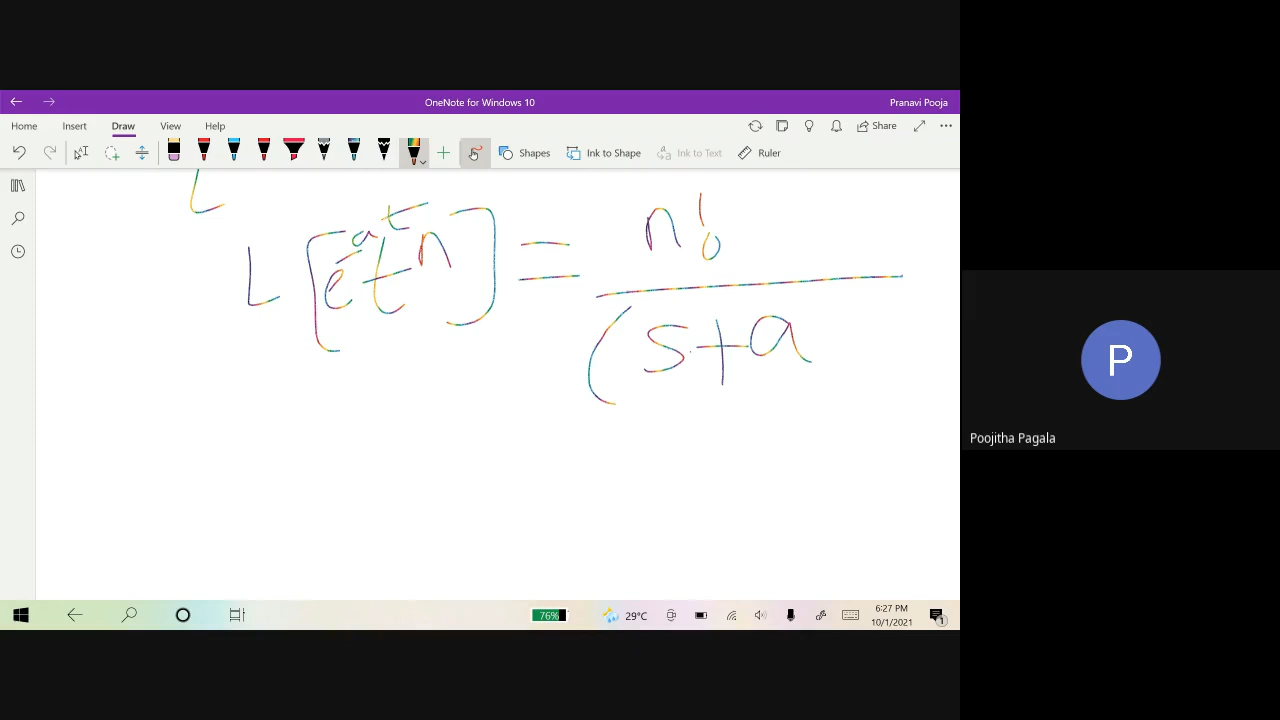 OneNote for Windows 10
Pranavi Pooja
Home Insert Draw View Help
Share
Shapes Ink to Shape Ink to Text Ruler
L
L [e^-at t^n] = n! / (s+a
P
Poojitha Pagala
76%
29°C
6:27 PM
10/1/2021
1